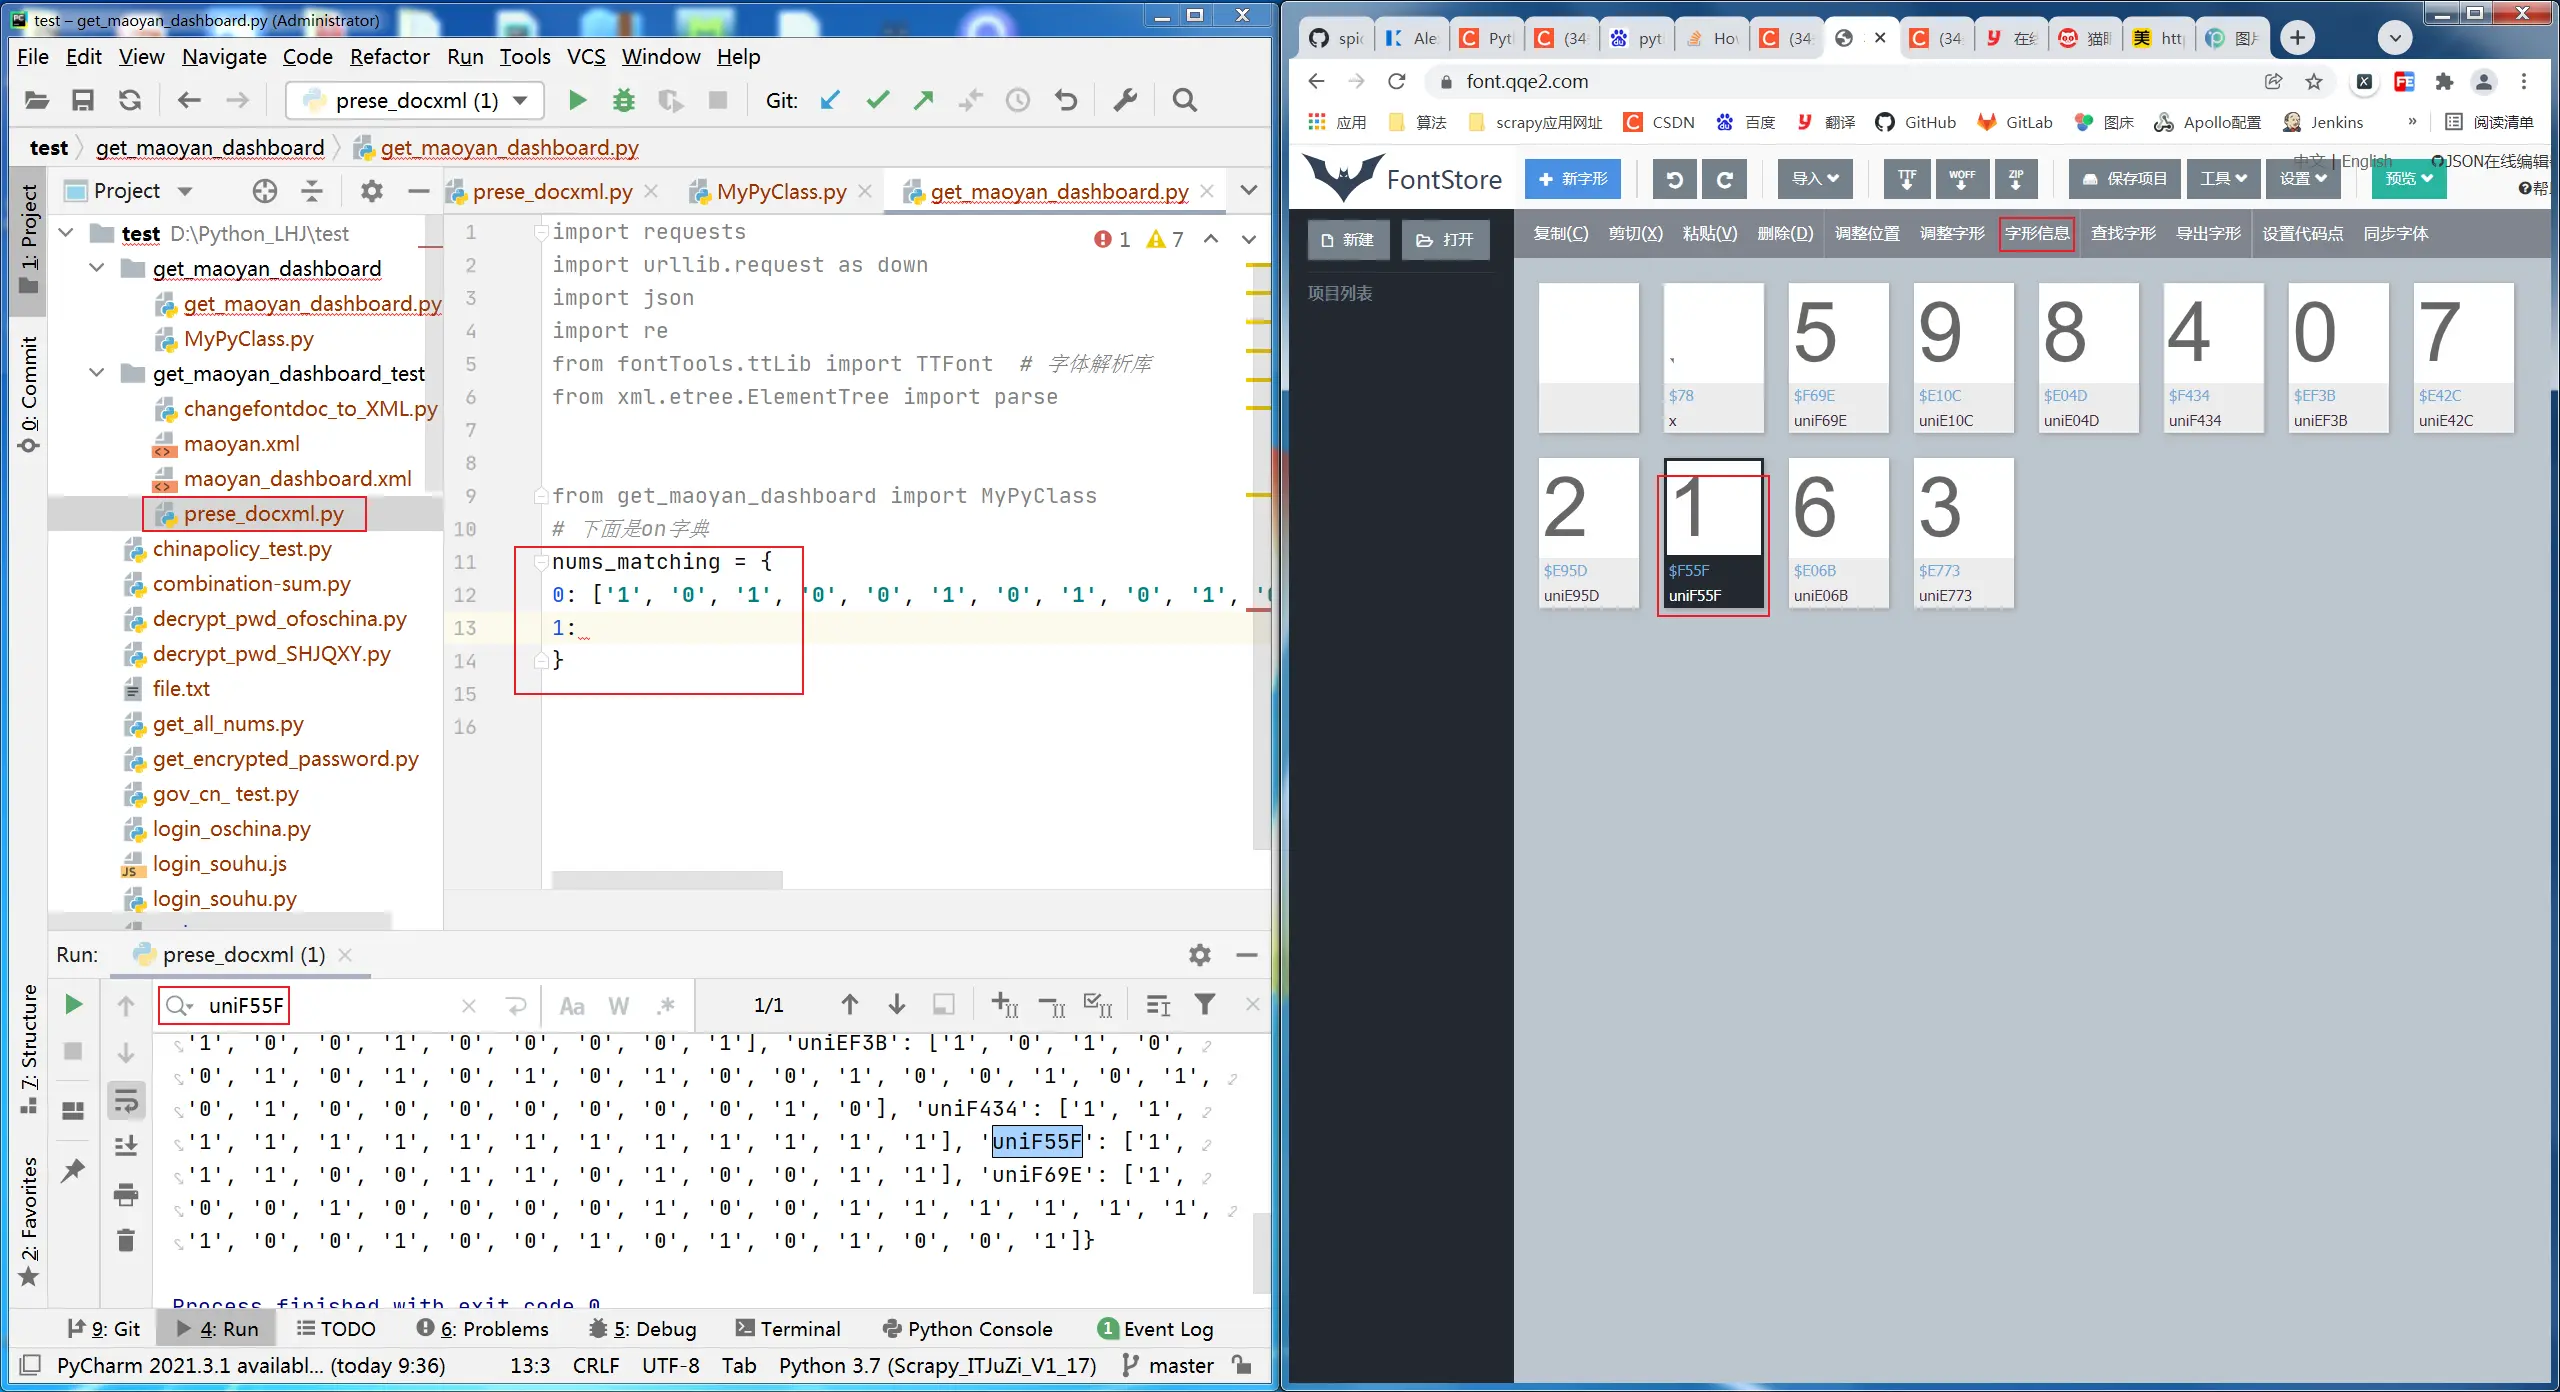 test – get_maoyan_dashboard.py (Administrator)
File Edit View Navigate Code Refactor Run Tools VCS Window Help
prese_docxml (1) Git:
test get_maoyan_dashboard get_maoyan_dashboard.py
1: Project
0: Commit
7: Structure
2: Favorites
Project
test D:\Python_LHJ\test
get_maoyan_dashboard
get_maoyan_dashboard.py
MyPyClass.py
get_maoyan_dashboard_test
changefontdoc_to_XML.py
maoyan.xml
maoyan_dashboard.xml
prese_docxml.py
chinapolicy_test.py
combination-sum.py
decrypt_pwd_ofoschina.py
decrypt_pwd_SHJQXY.py
file.txt
get_all_nums.py
get_encrypted_password.py
gov_cn_ test.py
login_oschina.py
login_souhu.js
login_souhu.py
prese_docxml.py MyPyClass.py get_maoyan_dashboard.py
1 7
1 import requests
2 import urllib.request as down
3 import json
4 import re
5 from fontTools.ttLib import TTFont # 字体解析库
6 from xml.etree.ElementTree import parse
7
8
9 from get_maoyan_dashboard import MyPyClass
10 # 下面是on字典
11 nums_matching = {
12 0: ['1', '0', '1', '0', '0', '1', '0', '1', '0', '1',
13 1:
14 }
15
16
Run: prese_docxml (1)
uniF55F Aa W .* 1/1
'1', '0', '0', '1', '0', '0', '0', '0', '1'], 'uniEF3B': ['1', '0', '1', '0',
'0', '1', '0', '1', '0', '1', '0', '1', '0', '0', '1', '0', '0', '1', '0', '1',
'0', '1', '0', '0', '0', '0', '0', '0', '0', '1', '0'], 'uniF434': ['1', '1',
'1', '1', '1', '1', '1', '1', '1', '1', '1', '1', '1', '1'], 'uniF55F': ['1',
'1', '1', '0', '0', '1', '1', '0', '1', '0', '0', '1', '1'], 'uniF69E': ['1',
'0', '0', '1', '0', '0', '0', '0', '1', '0', '0', '1', '1', '1', '1', '1', '1',
'1', '0', '0', '1', '0', '0', '1', '0', '1', '0', '1', '0', '0', '1']}
Process finished with exit code 0
9: Git 4: Run TODO 6: Problems 5: Debug Terminal Python Console 1 Event Log
PyCharm 2021.3.1 availabl... (today 9:36) 13:3 CRLF UTF-8 Tab Python 3.7 (Scrapy_ITJuZi_V1_17) master
spid Ale Pyt (34 pyt Hov (34 (34 在线 猫眼 htt 图片
font.qqe2.com
应用 算法 scrapy应用网址 CSDN 百度 翻译 GitHub GitLab 图床 Apollo配置 Jenkins » 阅读清单
FontStore 新字形 导入 TTF WOFF ZIP 保存项目 工具 设置 预览
中文 | English JSON在线编辑
新建 打开
项目列表
复制(C) 剪切(X) 粘贴(V) 删除(D) 调整位置 调整字形 字形信息 查找字形 导出字形 设置代码点 同步字体
5 9 8 4 0 7
$78 $F69E $E10C $E04D $F434 $EF3B $E42C
x uniF69E uniE10C uniE04D uniF434 uniEF3B uniE42C
2 1 6 3
$E95D $F55F $E06B $E773
uniE95D uniF55F uniE06B uniE773